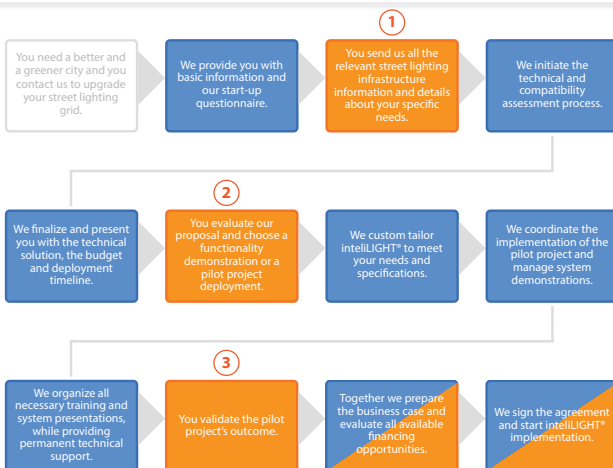 1
You need a better and
a greener city and you
contact us to upgrade
your street lighting
grid.
We provide you with
basic information and
our start-up
questionnaire.
You send us all the
relevant street lighting
infrastructure
information and details
about your specific
needs.
We initiate the
technical and
compatibility
assessment process.
2
We finalize and present
you with the technical
solution, the budget
and deployment
timeline.
You evaluate our
proposal and choose a
functionality
demonstration or a
pilot project
deployment.
We custom tailor
inteliLIGHT® to meet
your needs and
specifications.
We coordinate the
implementation of the
pilot project and
manage system
demonstrations.
3
We organize all
necessary training and
system presentations,
while providing
permanent technical
support.
You validate the pilot
project's outcome.
Together we prepare
the business case and
evaluate all available
financing
opportunities.
We sign the agreement
and start inteliLIGHT®
implementation.